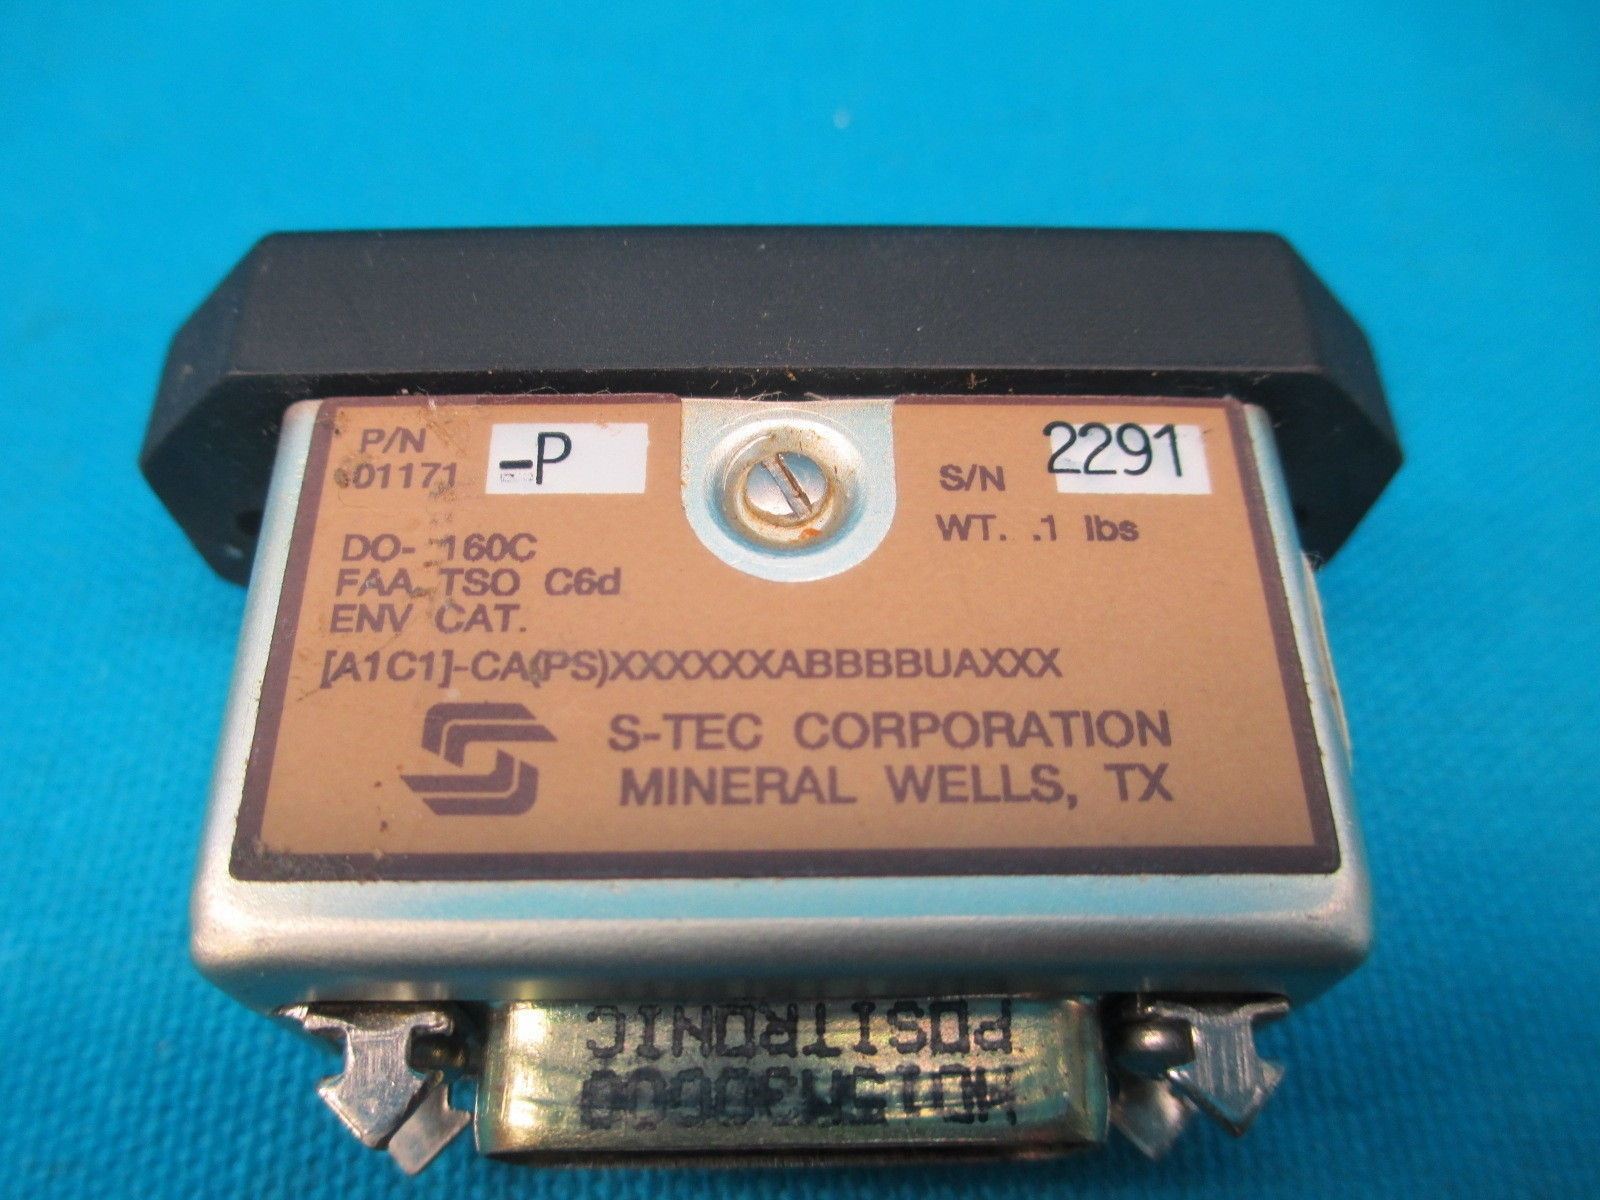 P/N
01171 -P
S/N 2291
WT. .1 lbs
DO- 160C
FAA TSO C6d
ENV CAT.
[A1C1]-CA(PS)XXXXXXABBBBUAXXX
S-TEC CORPORATION
MINERAL WELLS, TX
POSITRONIC